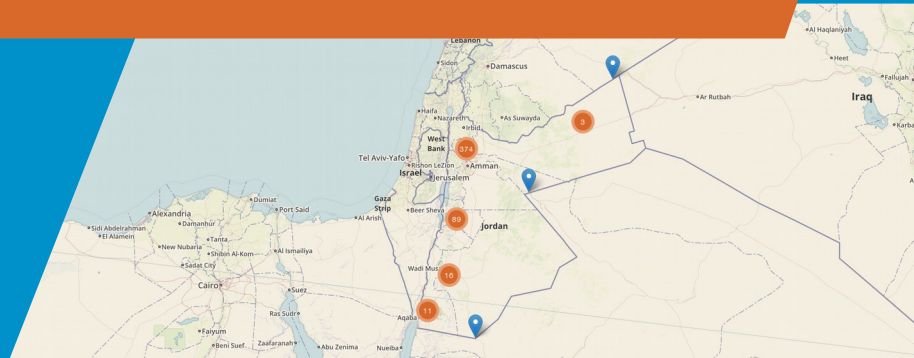 Al Haqlaniyah
Lebanon
Sidon
Damascus
Heet
Fallujah
Ar Rutbah
Iraq
Haifa
Nazareth
As Suwayda
3
Irbid
Karba
West
Bank
374
Tel Aviv-Yafo
Rishon LeZion
Amman
Israel
Jerusalem
Dumiat
Gaza
Strip
Alexandria
Port Said
Beer Sheva
Al Arish
89
Damanhur
Sidi Abdelrahman
El Alamein
Jordan
Tanta
New Nubaria
Shibin Al-Kom
Al Ismailiya
Sadat City
Wadi Mus
16
Cairo
Suez
Ras Sudr
11
Aqaba
Faiyum
Beni Suef
Zaafaranah
Abu Zenima
Nueiba